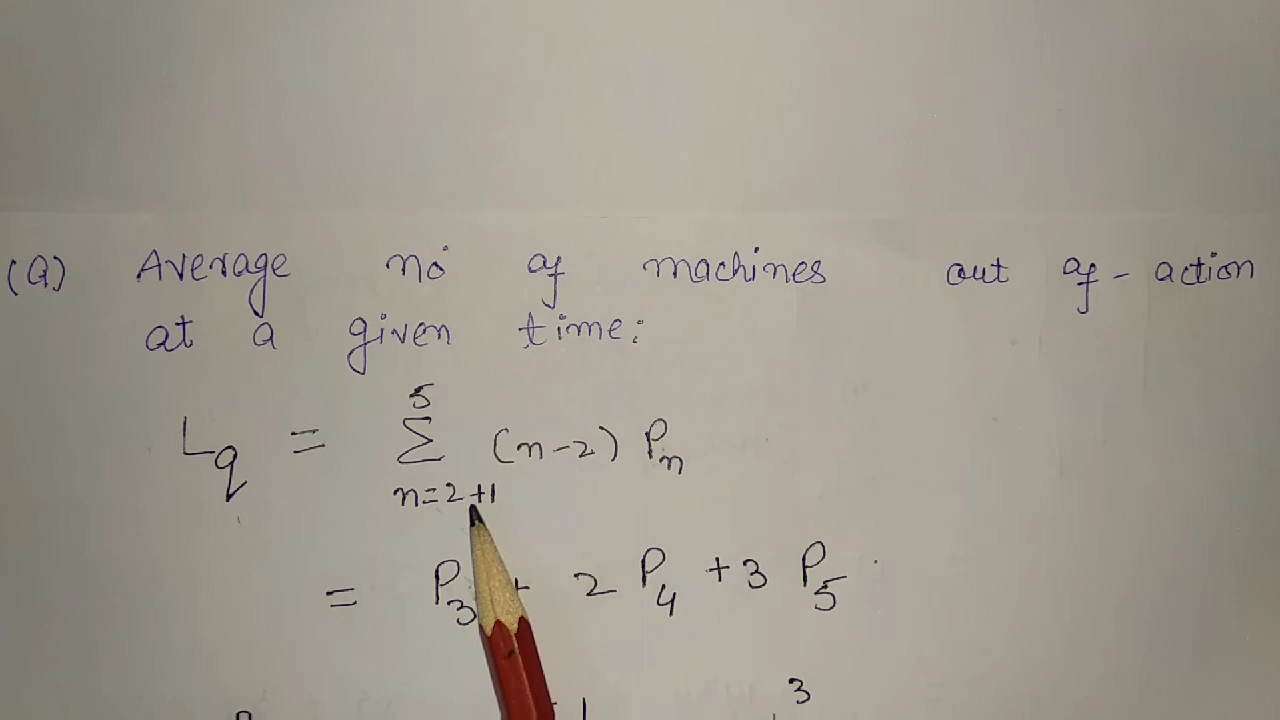 (a) Average no of machines out of-action
at a given time:
Lq = 5 Σ n=2+1 (n-2) Pn
= P3 + 2 P4 + 3 P5
3